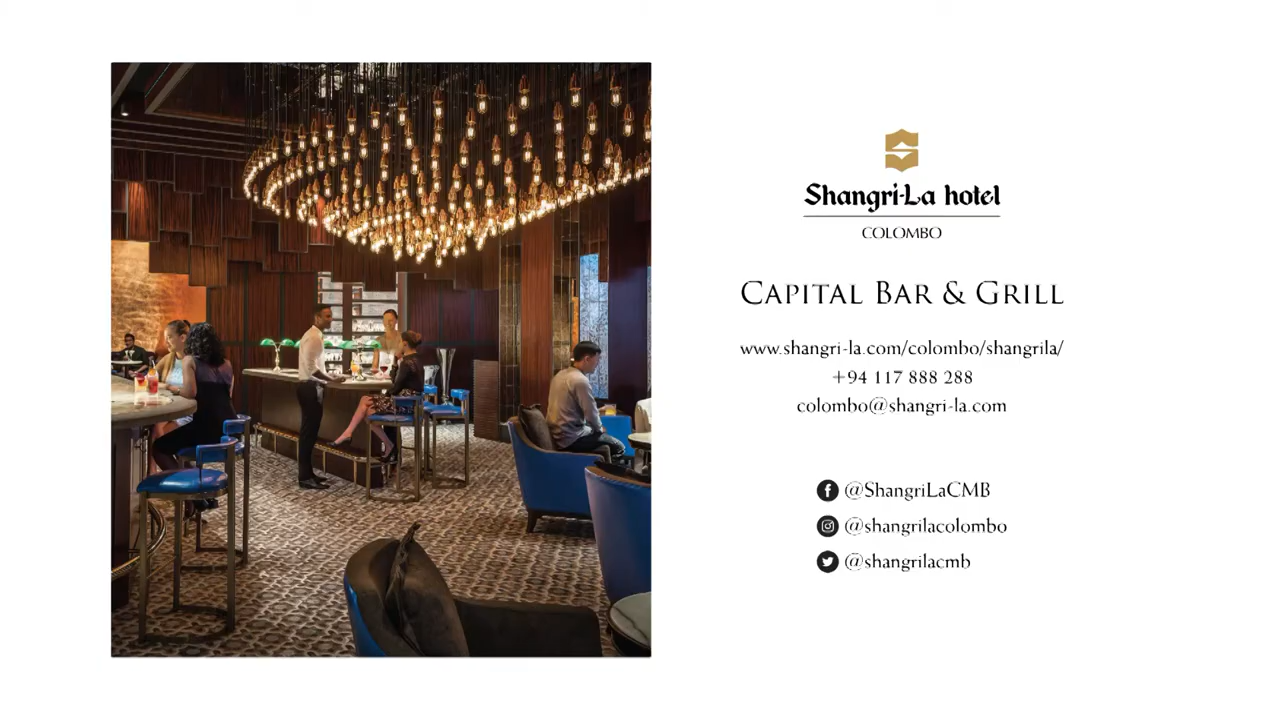 Shangri-La hotel
COLOMBO
CAPITAL BAR & GRILL
www.shangri-la.com/colombo/shangrila/
+94 117 888 288
colombo@shangri-la.com
@ShangriLaCMB
@shangrilacolombo
@shangrilacmb